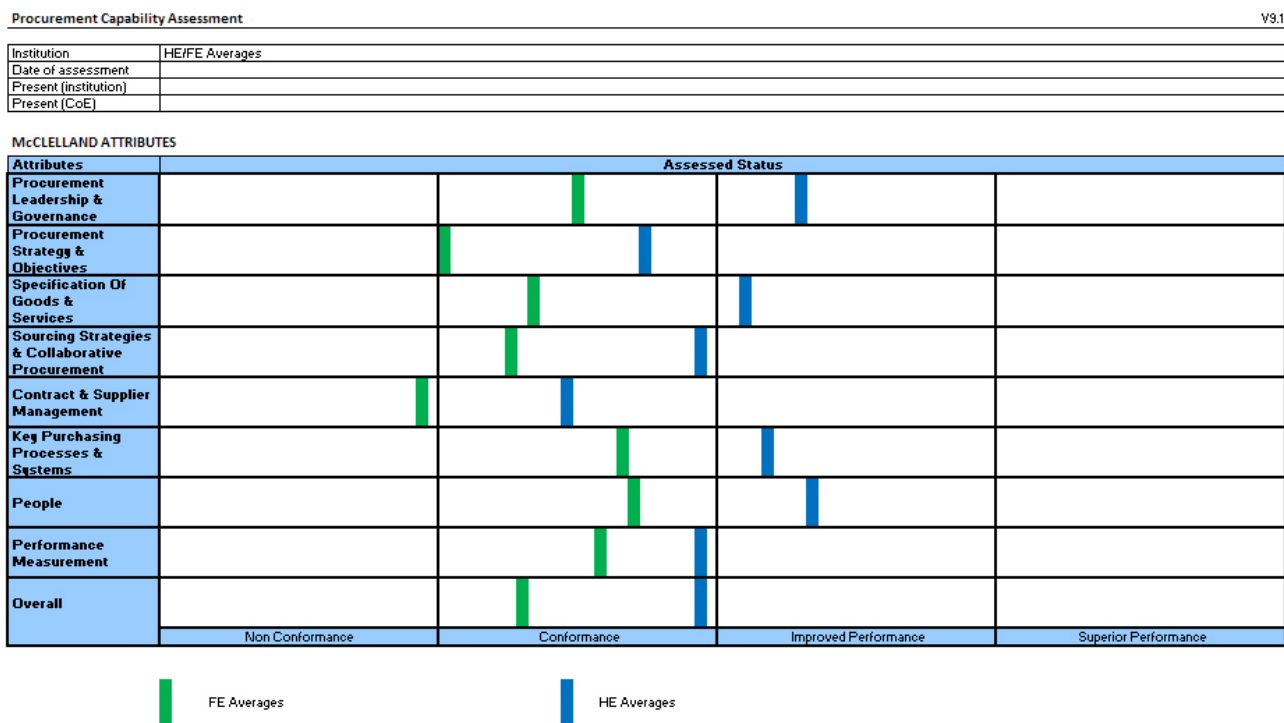 Procurement Capability Assessment
V9.1
Institution HE/FE Averages
Date of assessment
Present (institution)
Present (CoE)
McCLELLAND ATTRIBUTES
Attributes Assessed Status
Procurement
Leadership &
Governance
Procurement
Strategy &
Objectives
Specification Of
Goods &
Services
Sourcing Strategies
& Collaborative
Procurement
Contract & Supplier
Management
Key Purchasing
Processes &
Systems
People
Performance
Measurement
Overall
Non Conformance Conformance Improved Performance Superior Performance
FE Averages HE Averages